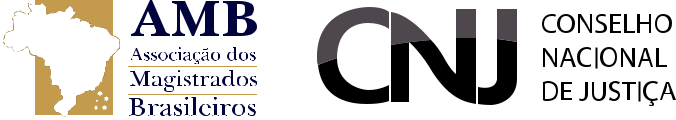 AMB
Associação dos
Magistrados
Brasileiros
CNJ
CONSELHO
NACIONAL
DE JUSTIÇA